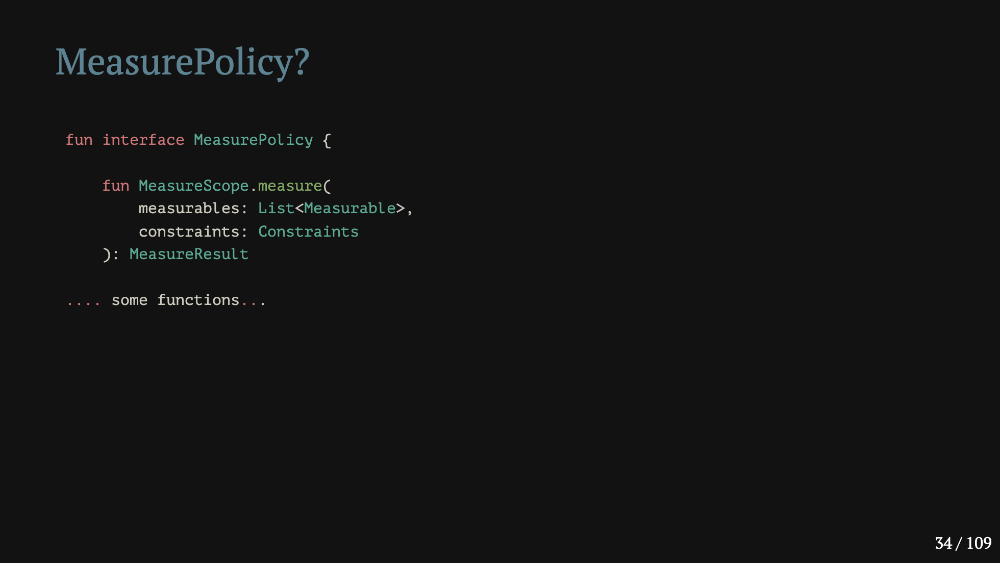 MeasurePolicy?
fun interface MeasurePolicy {
fun MeasureScope.measure(
measurables: List<Measurable>,
constraints: Constraints
): MeasureResult
.... some functions...
34 / 109